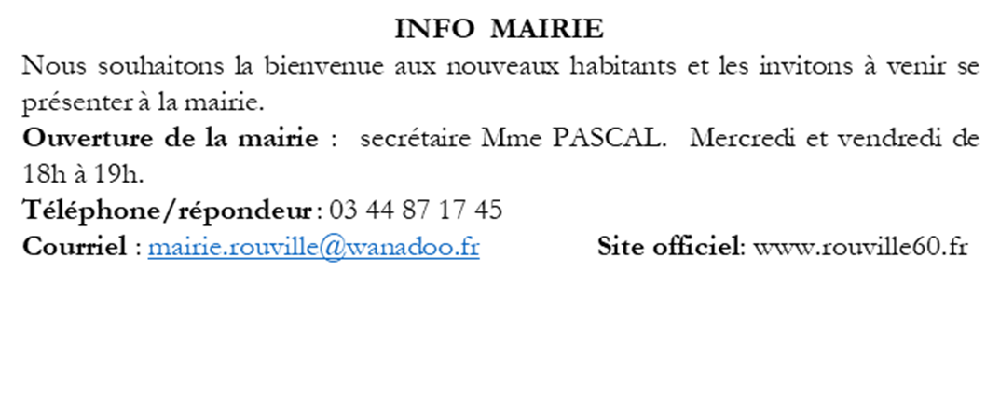 INFO MAIRIE
Nous souhaitons la bienvenue aux nouveaux habitants et les invitons à venir se
présenter à la mairie.
Ouverture de la mairie : secrétaire Mme PASCAL. Mercredi et vendredi de
18h à 19h.
Téléphone/répondeur : 03 44 87 17 45
Courriel : mairie.rouville@wanadoo.fr Site officiel: www.rouville60.fr